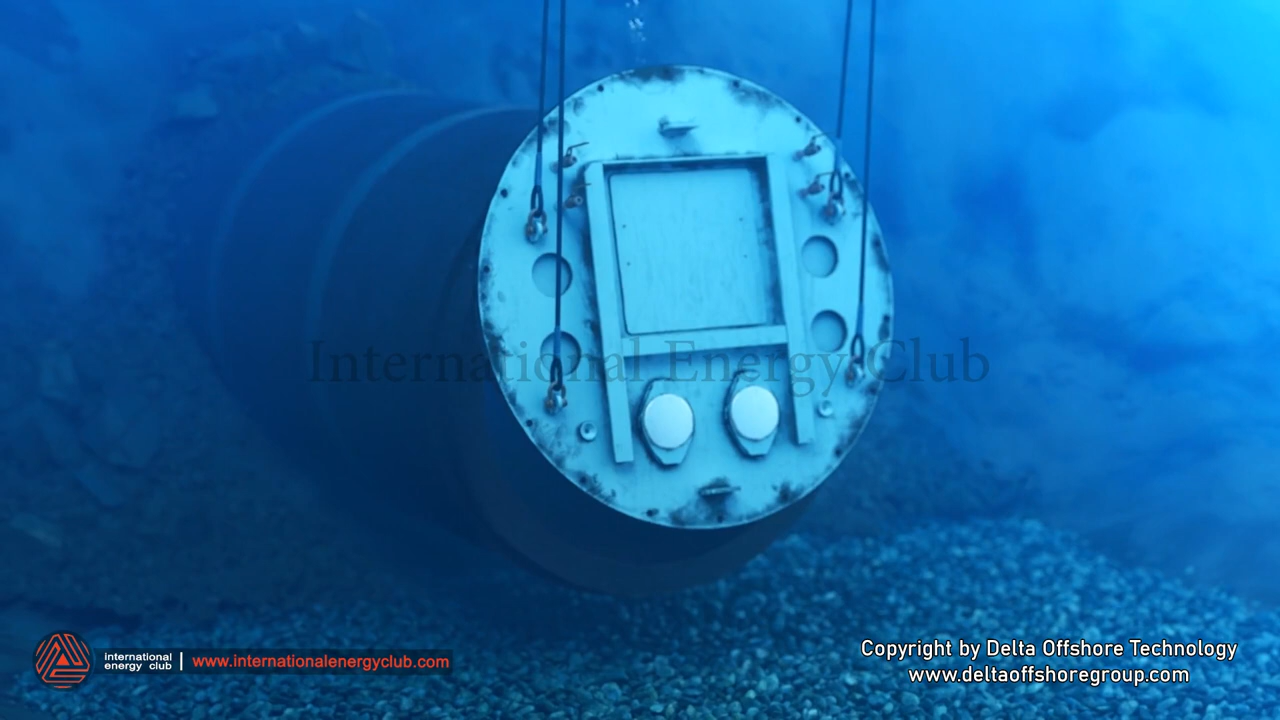 International Energy Club
international
energy club
www.internationalenergyclub.com
Copyright by Delta Offshore Technology
www.deltaoffshoregroup.com